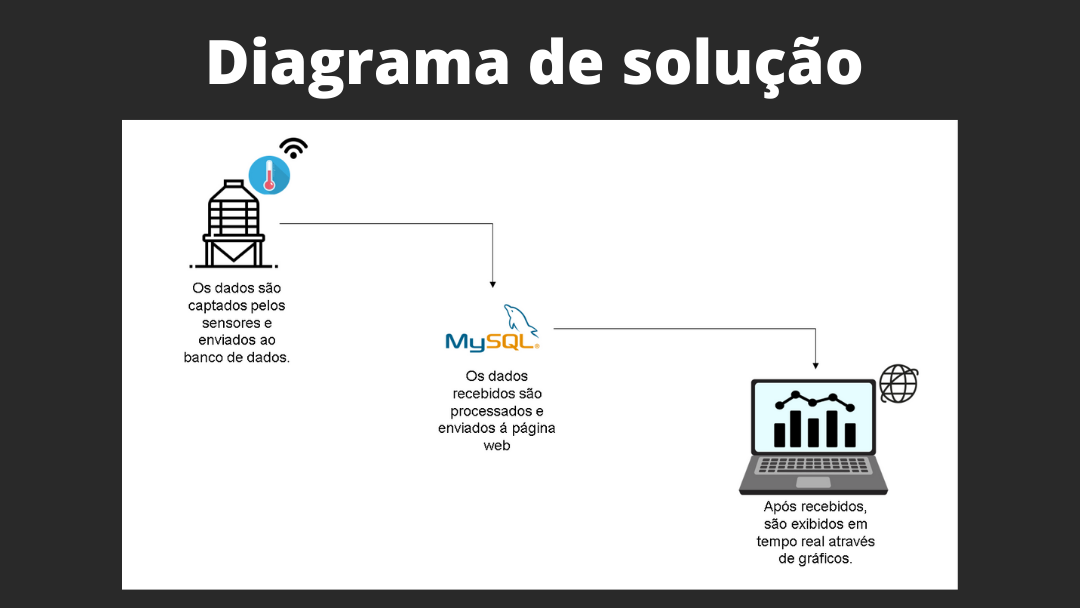 Diagrama de solução
Os dados são
captados pelos
sensores e
enviados ao
banco de dados.
MySQL®
Os dados
recebidos são
processados e
enviados á página
web
Após recebidos,
são exibidos em
tempo real através
de gráficos.